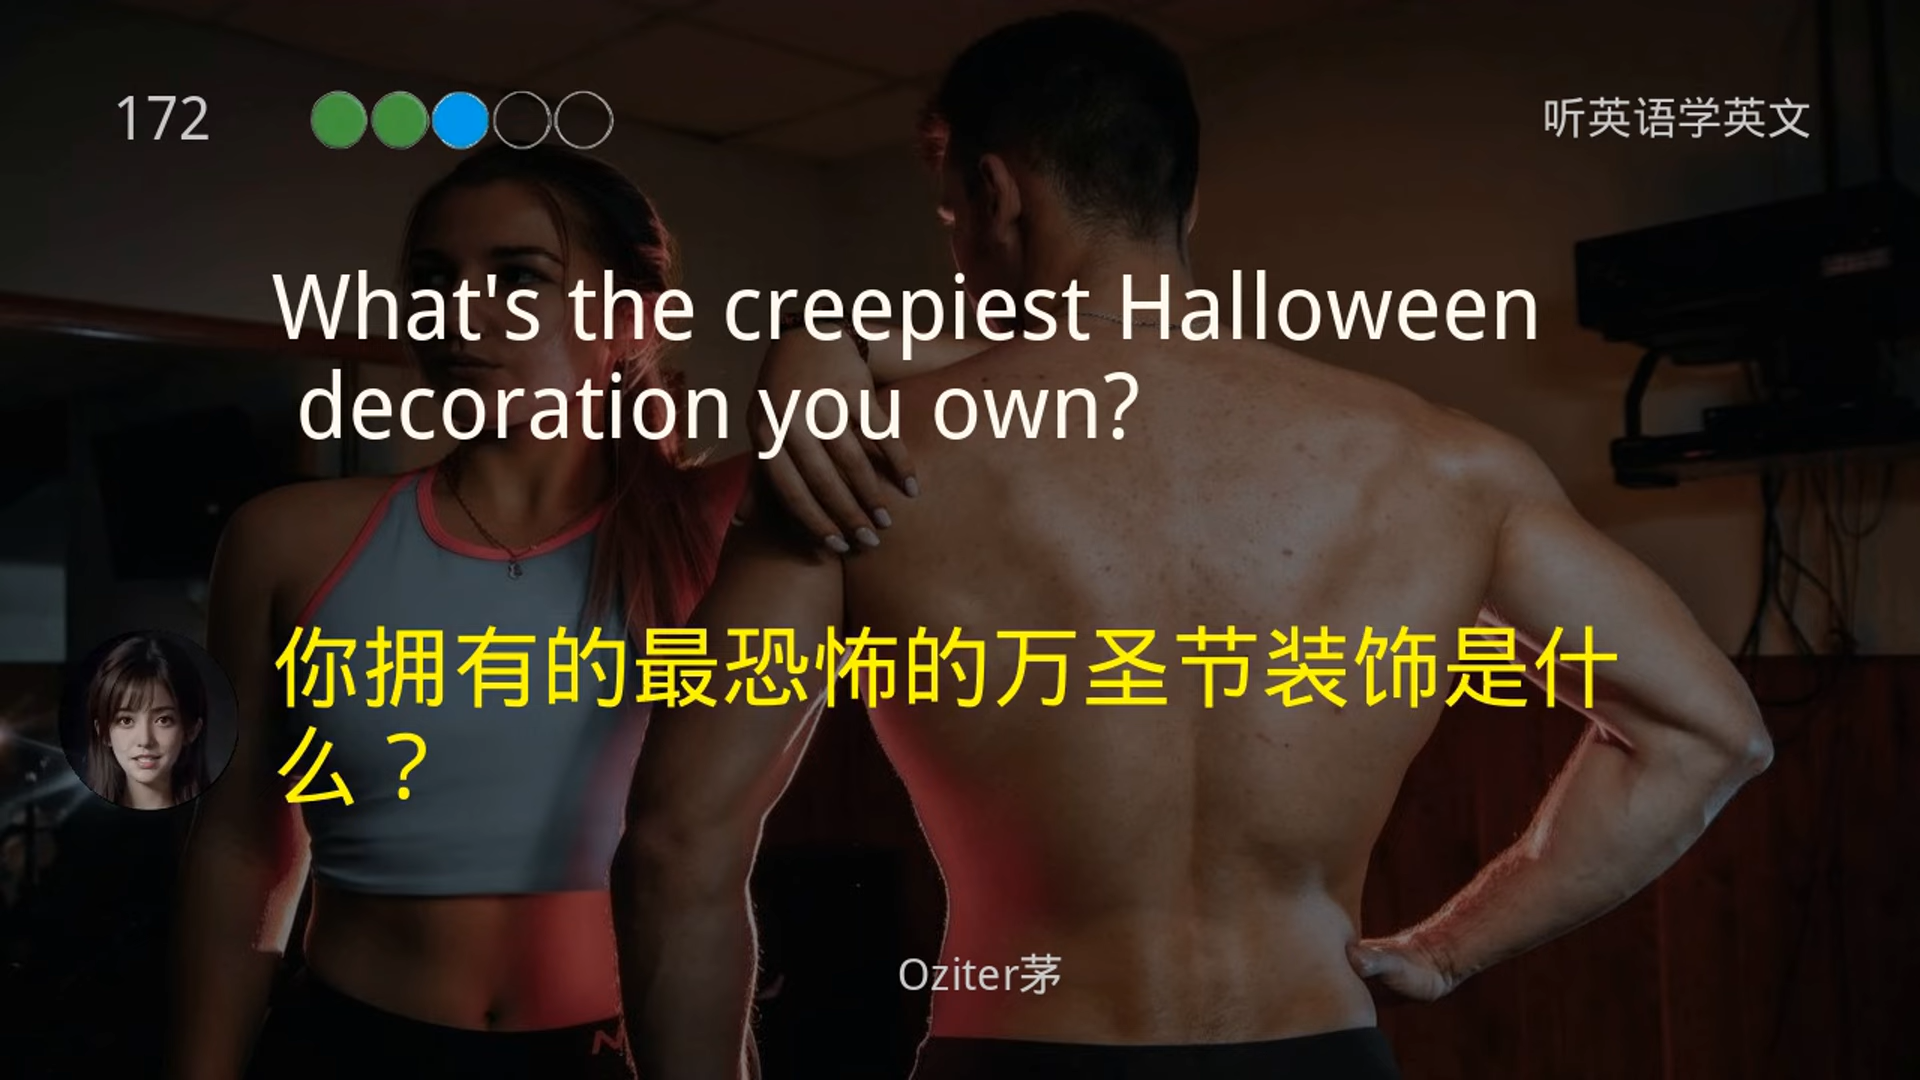 172
听英语学英文
What's the creepiest Halloween
decoration you own?
你拥有的最恐怖的万圣节装饰是什
么？
Oziter茅
N